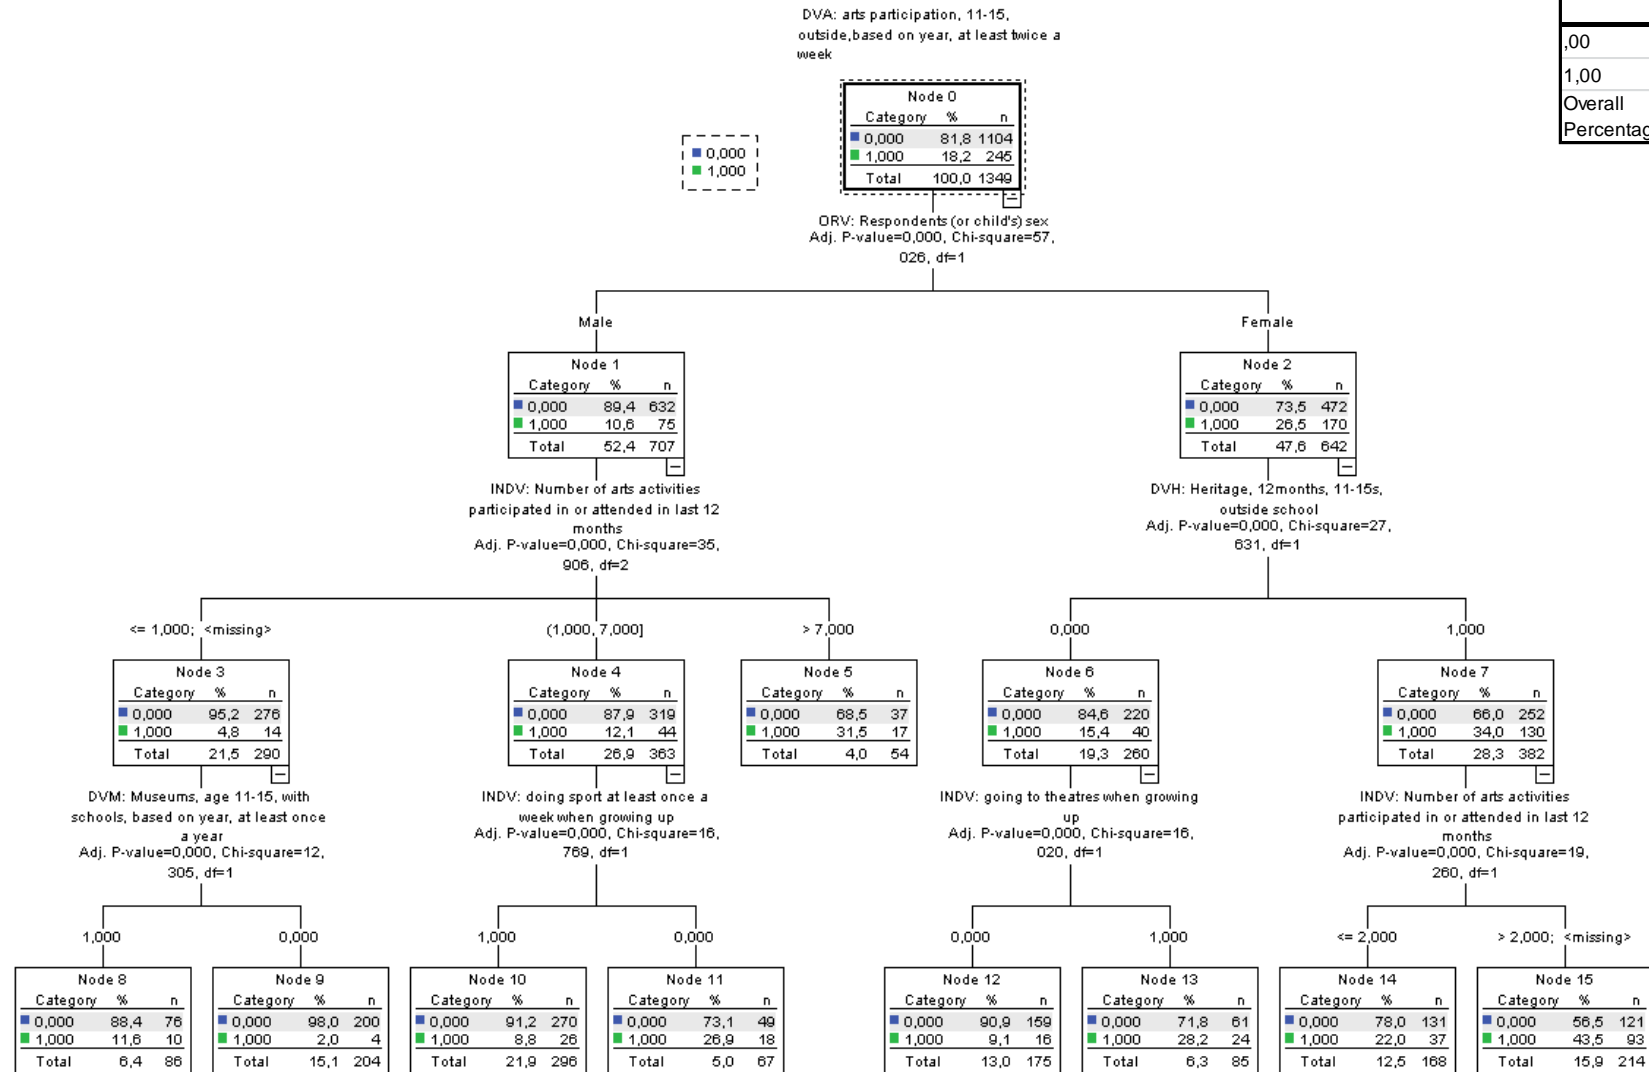 DVA: arts participation, 11-15,
outside,based on year, at least twice a
week
,00
1,00
Overall
Percentag
Node 0
Category % n
0,000 81,8 1104
1,000 18,2 245
Total 100,0 1349
0,000
1,000
ORV: Respondents (or child's) sex
Adj. P-value=0,000, Chi-square=57,
026, df=1
Male
Female
Node 1
Category % n
0,000 89,4 632
1,000 10,6 75
Total 52,4 707
Node 2
Category % n
0,000 73,5 472
1,000 26,5 170
Total 47,6 642
INDV: Number of arts activities
participated in or attended in last 12
months
Adj. P-value=0,000, Chi-square=35,
906, df=2
DVH: Heritage, 12months, 11-15s,
outside school
Adj. P-value=0,000, Chi-square=27,
631, df=1
<= 1,000; <missing>
(1,000, 7,000]
> 7,000
0,000
1,000
Node 3
Category % n
0,000 95,2 276
1,000 4,8 14
Total 21,5 290
Node 4
Category % n
0,000 87,9 319
1,000 12,1 44
Total 26,9 363
Node 5
Category % n
0,000 68,5 37
1,000 31,5 17
Total 4,0 54
Node 6
Category % n
0,000 84,6 220
1,000 15,4 40
Total 19,3 260
Node 7
Category % n
0,000 66,0 252
1,000 34,0 130
Total 28,3 382
DVM: Museums, age 11-15, with
schools, based on year, at least once
a year
Adj. P-value=0,000, Chi-square=12,
305, df=1
INDV: doing sport at least once a
week when growing up
Adj. P-value=0,000, Chi-square=16,
769, df=1
INDV: going to theatres when growing
up
Adj. P-value=0,000, Chi-square=16,
020, df=1
INDV: Number of arts activities
participated in or attended in last 12
months
Adj. P-value=0,000, Chi-square=19,
260, df=1
1,000
0,000
1,000
0,000
0,000
1,000
<= 2,000
> 2,000; <missing>
Node 8
Category % n
0,000 88,4 76
1,000 11,6 10
Total 6,4 86
Node 9
Category % n
0,000 98,0 200
1,000 2,0 4
Total 15,1 204
Node 10
Category % n
0,000 91,2 270
1,000 8,8 26
Total 21,9 296
Node 11
Category % n
0,000 73,1 49
1,000 26,9 18
Total 5,0 67
Node 12
Category % n
0,000 90,9 159
1,000 9,1 16
Total 13,0 175
Node 13
Category % n
0,000 71,8 61
1,000 28,2 24
Total 6,3 85
Node 14
Category % n
0,000 78,0 131
1,000 22,0 37
Total 12,5 168
Node 15
Category % n
0,000 56,5 121
1,000 43,5 93
Total 15,9 214